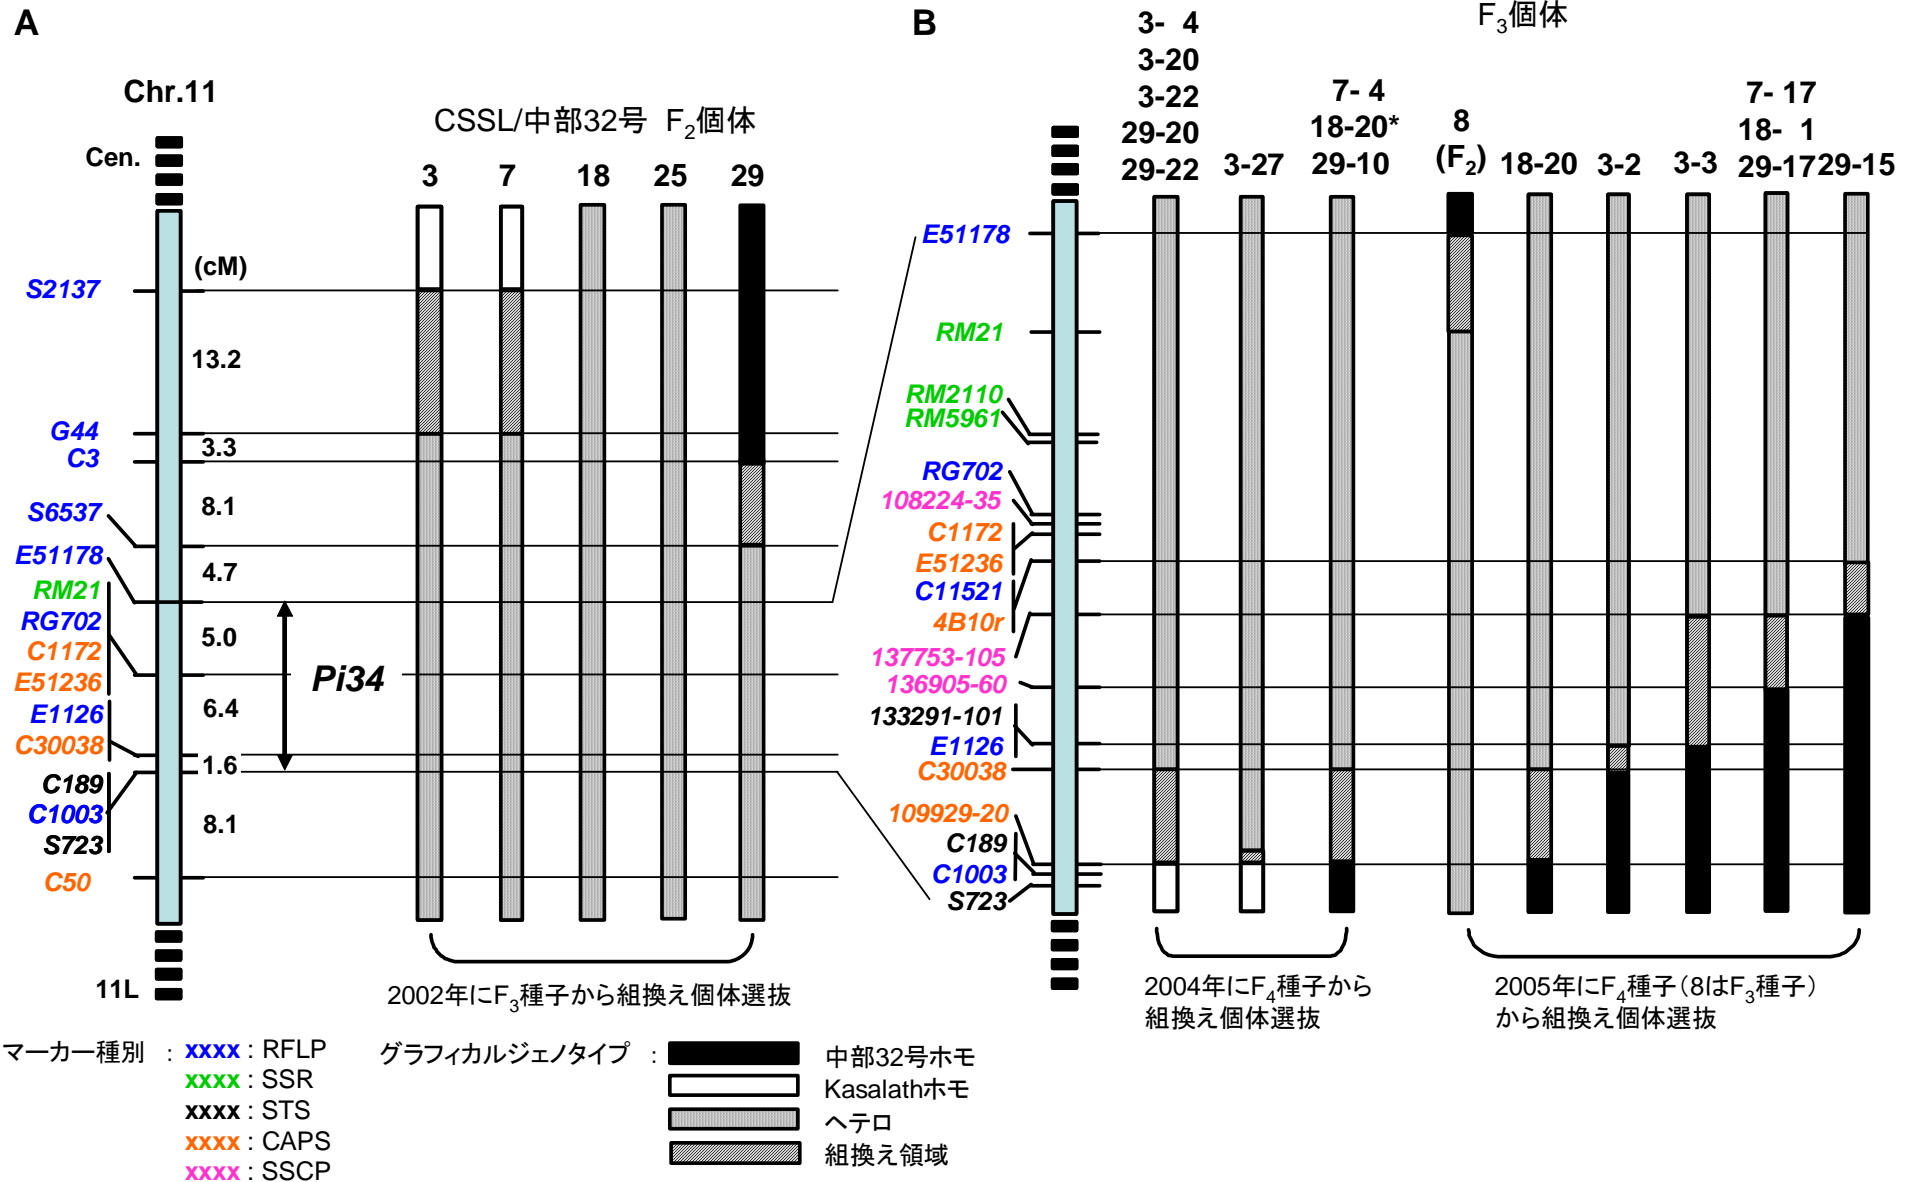 A
Chr.11
Cen.
CSSL/中部32号 F2個体
3 7 18 25 29
(cM)
S2137
13.2
G44
3.3
C3
8.1
S6537
4.7
E51178
RM21
5.0
RG702
C1172
E51236
Pi34
6.4
E1126
C30038
1.6
C189
C1003
8.1
S723
C50
11L
2002年にF3種子から組換え個体選抜
B
F3個体
3- 4
3-20
3-22
29-20
29-22
3-27
7- 4
18-20*
29-10
8
(F2)
18-20
3-2
3-3
7- 17
18- 1
29-17
29-15
E51178
RM21
RM2110
RM5961
RG702
108224-35
C1172
E51236
C11521
4B10r
137753-105
136905-60
133291-101
E1126
C30038
109929-20
C189
C1003
S723
2004年にF4種子から
組換え個体選抜
2005年にF4種子(8はF3種子)
から組換え個体選抜
マーカー種別 : xxxx : RFLP
xxxx : SSR
xxxx : STS
xxxx : CAPS
xxxx : SSCP
グラフィカルジェノタイプ :
中部32号ホモ
Kasalathホモ
ヘテロ
組換え領域